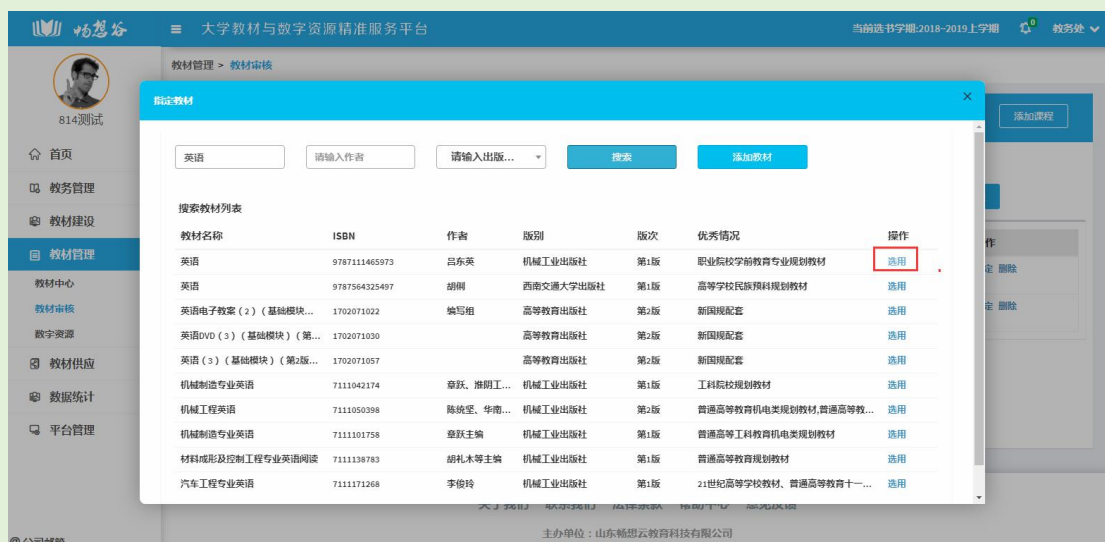 畅想谷
大学教材与数字资源精准服务平台
当前选书学期:2018-2019上学期
0
教务处
814测试
首页
教务管理
教材建设
教材管理
教材中心
教材审核
数字资源
教材供应
数据统计
平台管理
教材管理 > 教材审核
添加课程
指定教材
×
英语 请输入作者 请输入出版... 搜索 添加教材
搜索教材列表
教材名称 ISBN 作者 版别 版次 优秀情况 操作
英语 9787111465973 吕东英 机械工业出版社 第1版 职业院校学前教育专业规划教材 选用
英语 9787564325497 胡俐 西南交通大学出版社 第1版 高等学校民族预科规划教材 选用
英语电子教案(2)(基础模块... 1702071022 编写组 高等教育出版社 第2版 新国规配套 选用
英语DVD(3)(基础模块)(第... 1702071030 高等教育出版社 第2版 新国规配套 选用
英语(3)(基础模块)(第2版... 1702071057 高等教育出版社 第2版 新国规配套 选用
机械制造专业英语 7111042174 章跃、淮阴工... 机械工业出版社 第1版 工科院校规划教材 选用
机械工程英语 7111050398 陈统坚、华南... 机械工业出版社 第2版 普通高等教育机电类规划教材,普通高等教... 选用
机械制造专业英语 7111101758 章跃主编 机械工业出版社 第1版 普通高等工科教育机电类规划教材 选用
材料成形及控制工程专业英语阅读 7111138783 胡礼木等主编 机械工业出版社 第1版 普通高等教育规划教材 选用
汽车工程专业英语 7111171268 李俊玲 机械工业出版社 第1版 21世纪高等学校教材、普通高等教育十一... 选用
作
定 删除
定 删除
关于我们 联系我们 法律条款 帮助中心 意见反馈
主办单位：山东畅想云教育科技有限公司
@公司邮箱